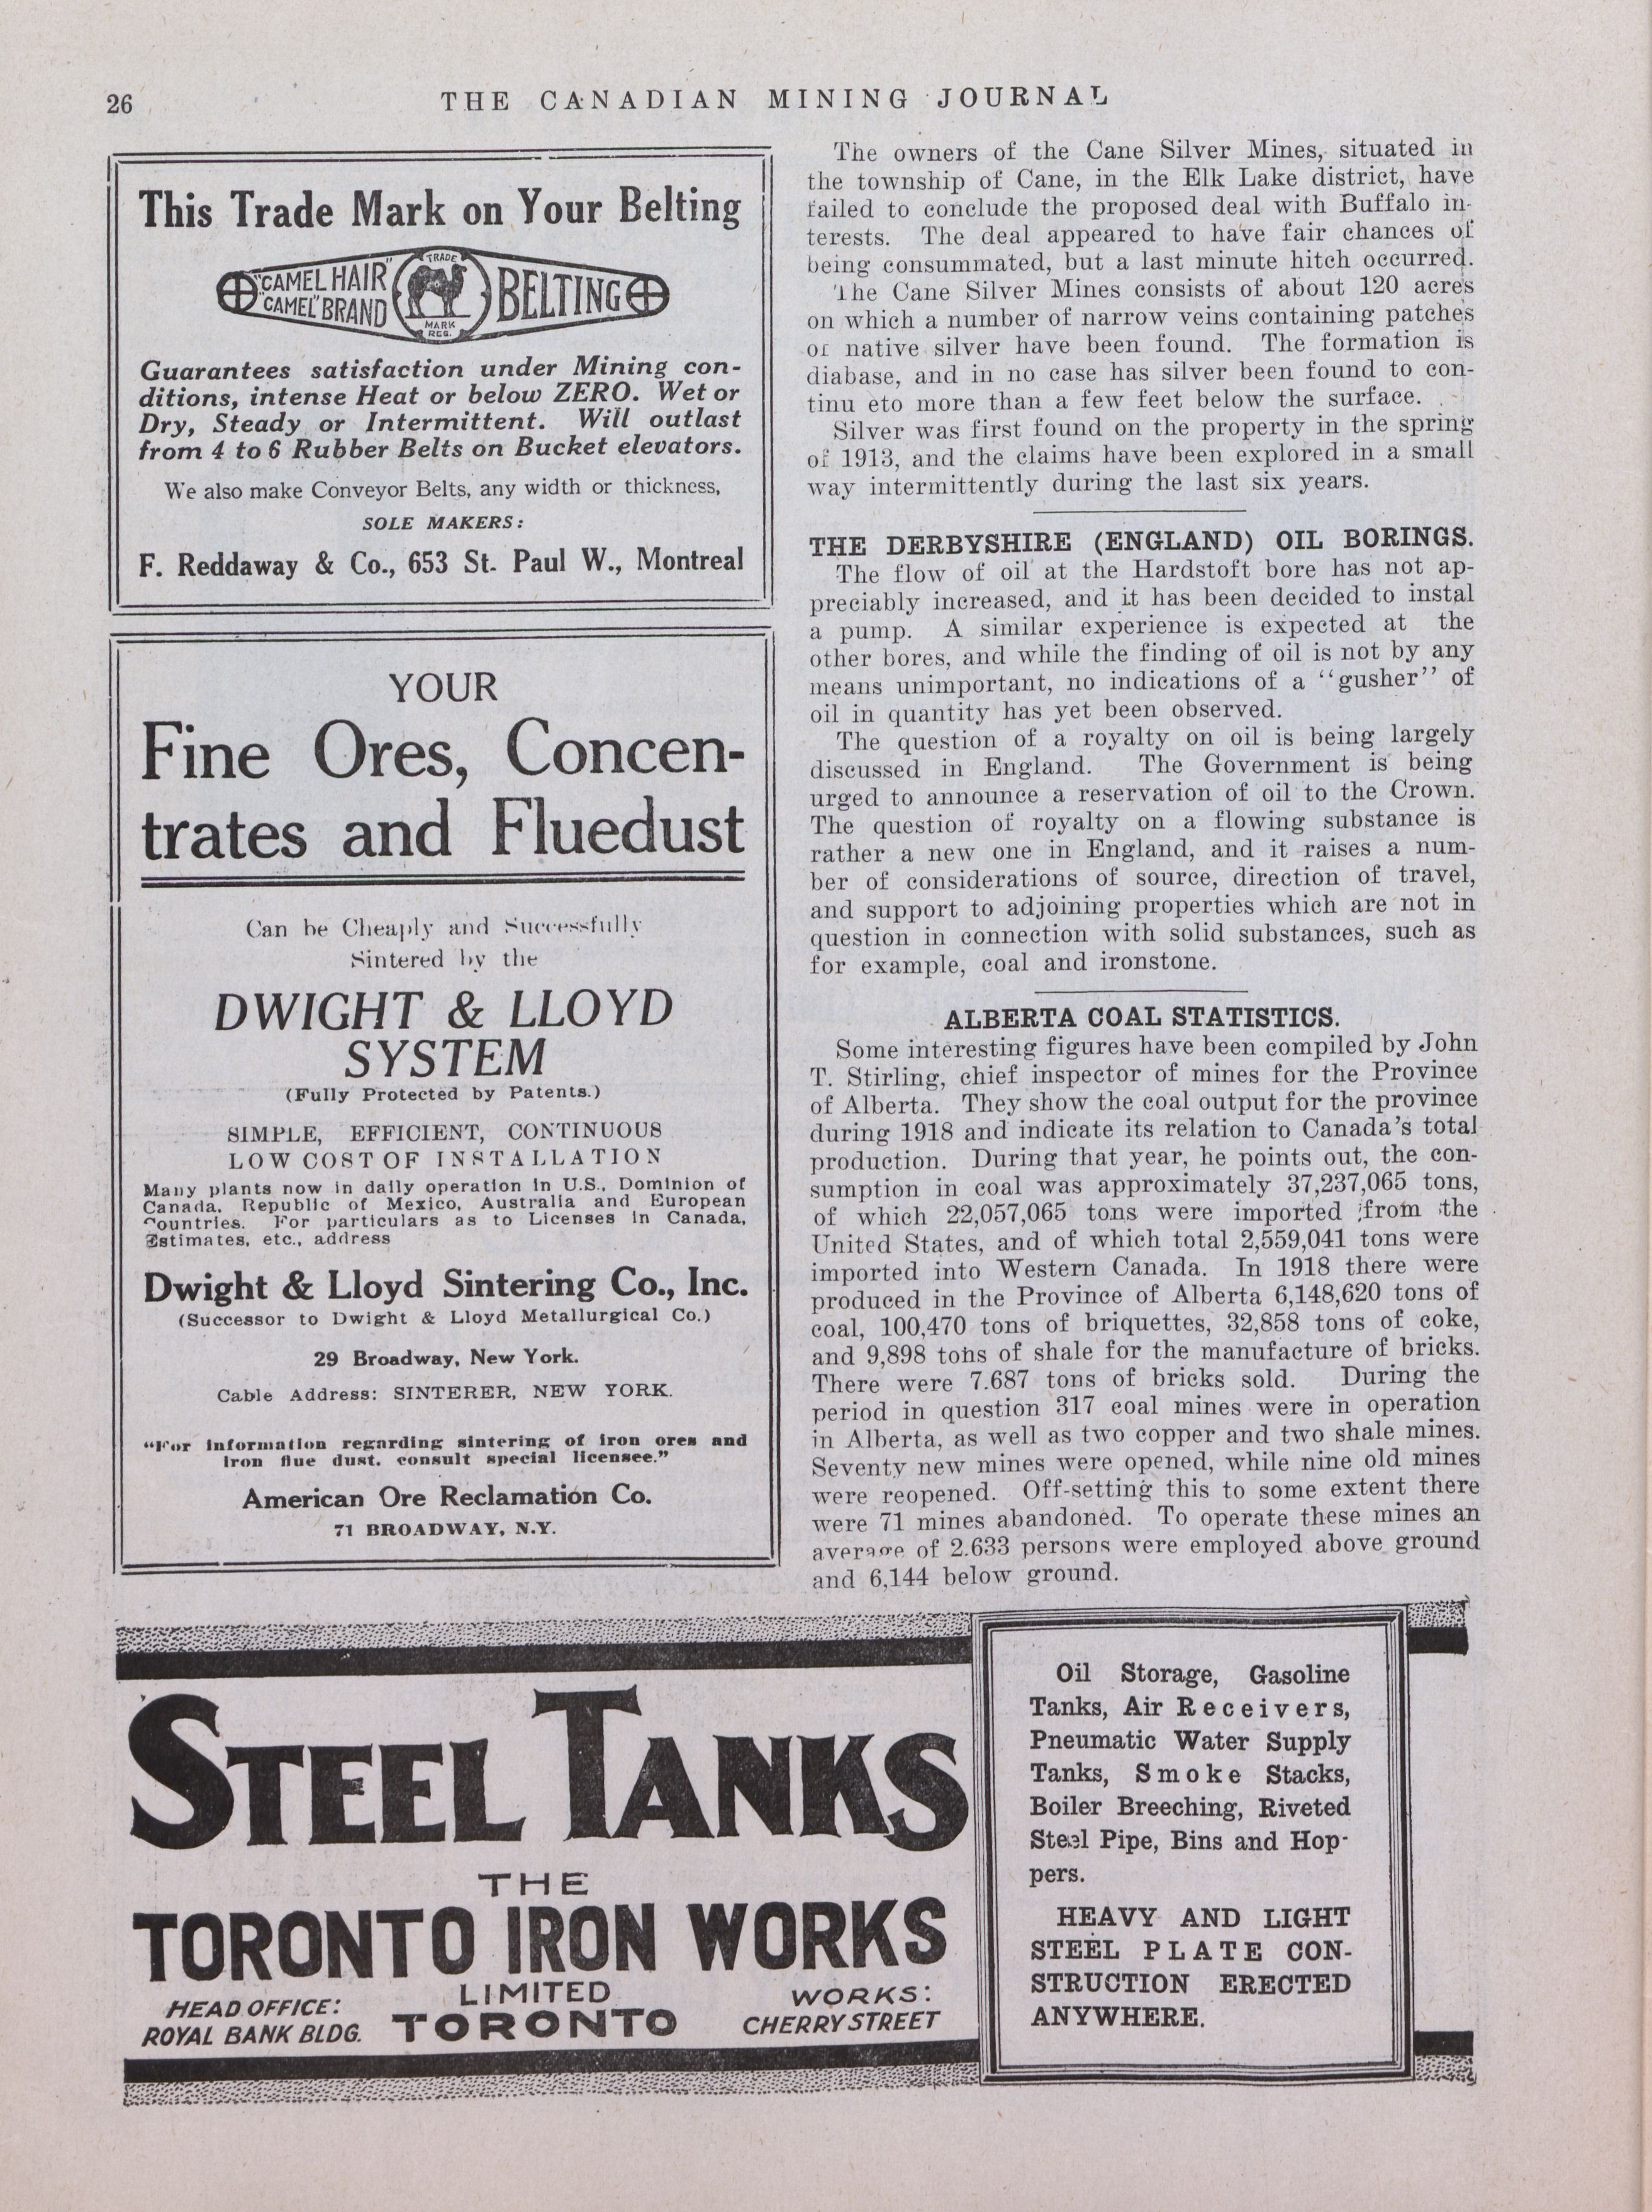 26
THE CANADIAN MINING JOURNAL
This Trade Mark on Your Belting
"CAMEL HAIR"
"CAMEL" BRAND
TRADE
MARK
REG.
BELTING
Guarantees satisfaction under Mining con-
ditions, intense Heat or below ZERO. Wet or
Dry, Steady or Intermittent. Will outlast
from 4 to 6 Rubber Belts on Bucket elevators.
We also make Conveyor Belts, any width or thickness,
SOLE MAKERS:
F. Reddaway & Co., 653 St. Paul W., Montreal
YOUR
Fine Ores, Concen-
trates and Fluedust
Can be Cheaply and Successfully
Sintered by the
DWIGHT & LLOYD
SYSTEM
(Fully Protected by Patents.)
SIMPLE, EFFICIENT, CONTINUOUS
LOW COST OF INSTALLATION
Many plants now in daily operation in U.S., Dominion of
Canada, Republic of Mexico, Australia and European
Countries. For particulars as to Licenses in Canada,
Estimates, etc., address
Dwight & Lloyd Sintering Co., Inc.
(Successor to Dwight & Lloyd Metallurgical Co.)
29 Broadway, New York.
Cable Address: SINTERER, NEW YORK.
"For information regarding sintering of iron ores and
iron flue dust, consult special licensee."
American Ore Reclamation Co.
71 BROADWAY, N.Y.
The owners of the Cane Silver Mines, situated in
the township of Cane, in the Elk Lake district, have
failed to conclude the proposed deal with Buffalo in-
terests. The deal appeared to have fair chances of
being consummated, but a last minute hitch occurred.
The Cane Silver Mines consists of about 120 acres
on which a number of narrow veins containing patches
of native silver have been found. The formation is
diabase, and in no case has silver been found to con-
tinu eto more than a few feet below the surface.
Silver was first found on the property in the spring
of 1913, and the claims have been explored in a small
way intermittently during the last six years.
THE DERBYSHIRE (ENGLAND) OIL BORINGS.
The flow of oil at the Hardstoft bore has not ap-
preciably increased, and it has been decided to instal
a pump. A similar experience is expected at the
other bores, and while the finding of oil is not by any
means unimportant, no indications of a "gusher" of
oil in quantity has yet been observed.
The question of a royalty on oil is being largely
discussed in England. The Government is being
urged to announce a reservation of oil to the Crown.
The question of royalty on a flowing substance is
rather a new one in England, and it raises a num-
ber of considerations of source, direction of travel,
and support to adjoining properties which are not in
question in connection with solid substances, such as
for example, coal and ironstone.
ALBERTA COAL STATISTICS.
Some interesting figures have been compiled by John
T. Stirling, chief inspector of mines for the Province
of Alberta. They show the coal output for the province
during 1918 and indicate its relation to Canada's total
production. During that year, he points out, the con-
sumption in coal was approximately 37,237,065 tons,
of which 22,057,065 tons were imported from the
United States, and of which total 2,559,041 tons were
imported into Western Canada. In 1918 there were
produced in the Province of Alberta 6,148,620 tons of
coal, 100,470 tons of briquettes, 32,858 tons of coke,
and 9,898 tons of shale for the manufacture of bricks.
There were 7.687 tons of bricks sold. During the
period in question 317 coal mines were in operation
in Alberta, as well as two copper and two shale mines.
Seventy new mines were opened, while nine old mines
were reopened. Off-setting this to some extent there
were 71 mines abandoned. To operate these mines an
average of 2.633 persons were employed above ground
and 6,144 below ground.
STEEL TANKS
THE
TORONTO IRON WORKS
LIMITED
HEAD OFFICE:
ROYAL BANK BLDG.
TORONTO
WORKS:
CHERRY STREET
Oil Storage, Gasoline
Tanks, Air Receivers,
Pneumatic Water Supply
Tanks, Smoke Stacks,
Boiler Breeching, Riveted
Steel Pipe, Bins and Hop-
pers.
HEAVY AND LIGHT
STEEL PLATE CON-
STRUCTION ERECTED
ANYWHERE.